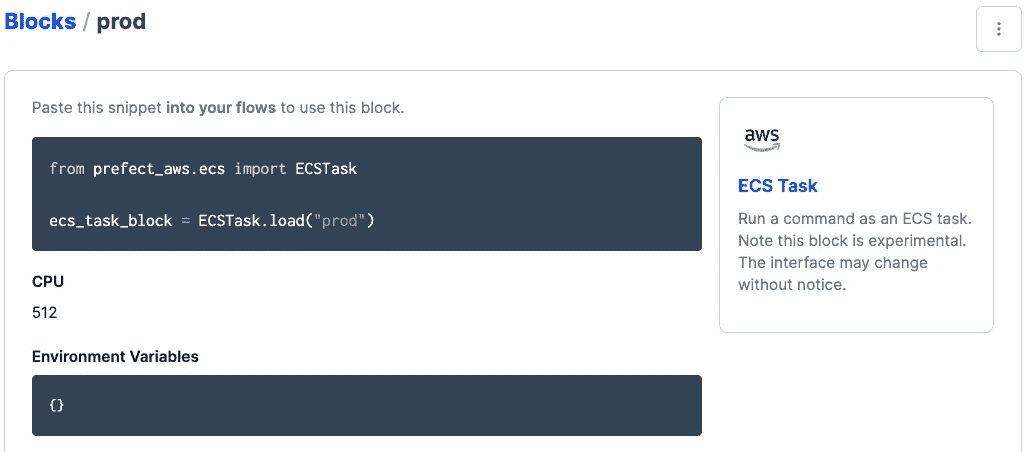 Blocks / prod
Paste this snippet into your flows to use this block.
from prefect_aws.ecs import ECSTask
ecs_task_block = ECSTask.load("prod")
CPU
512
Environment Variables
{}
aws
ECS Task
Run a command as an ECS task.
Note this block is experimental.
The interface may change
without notice.